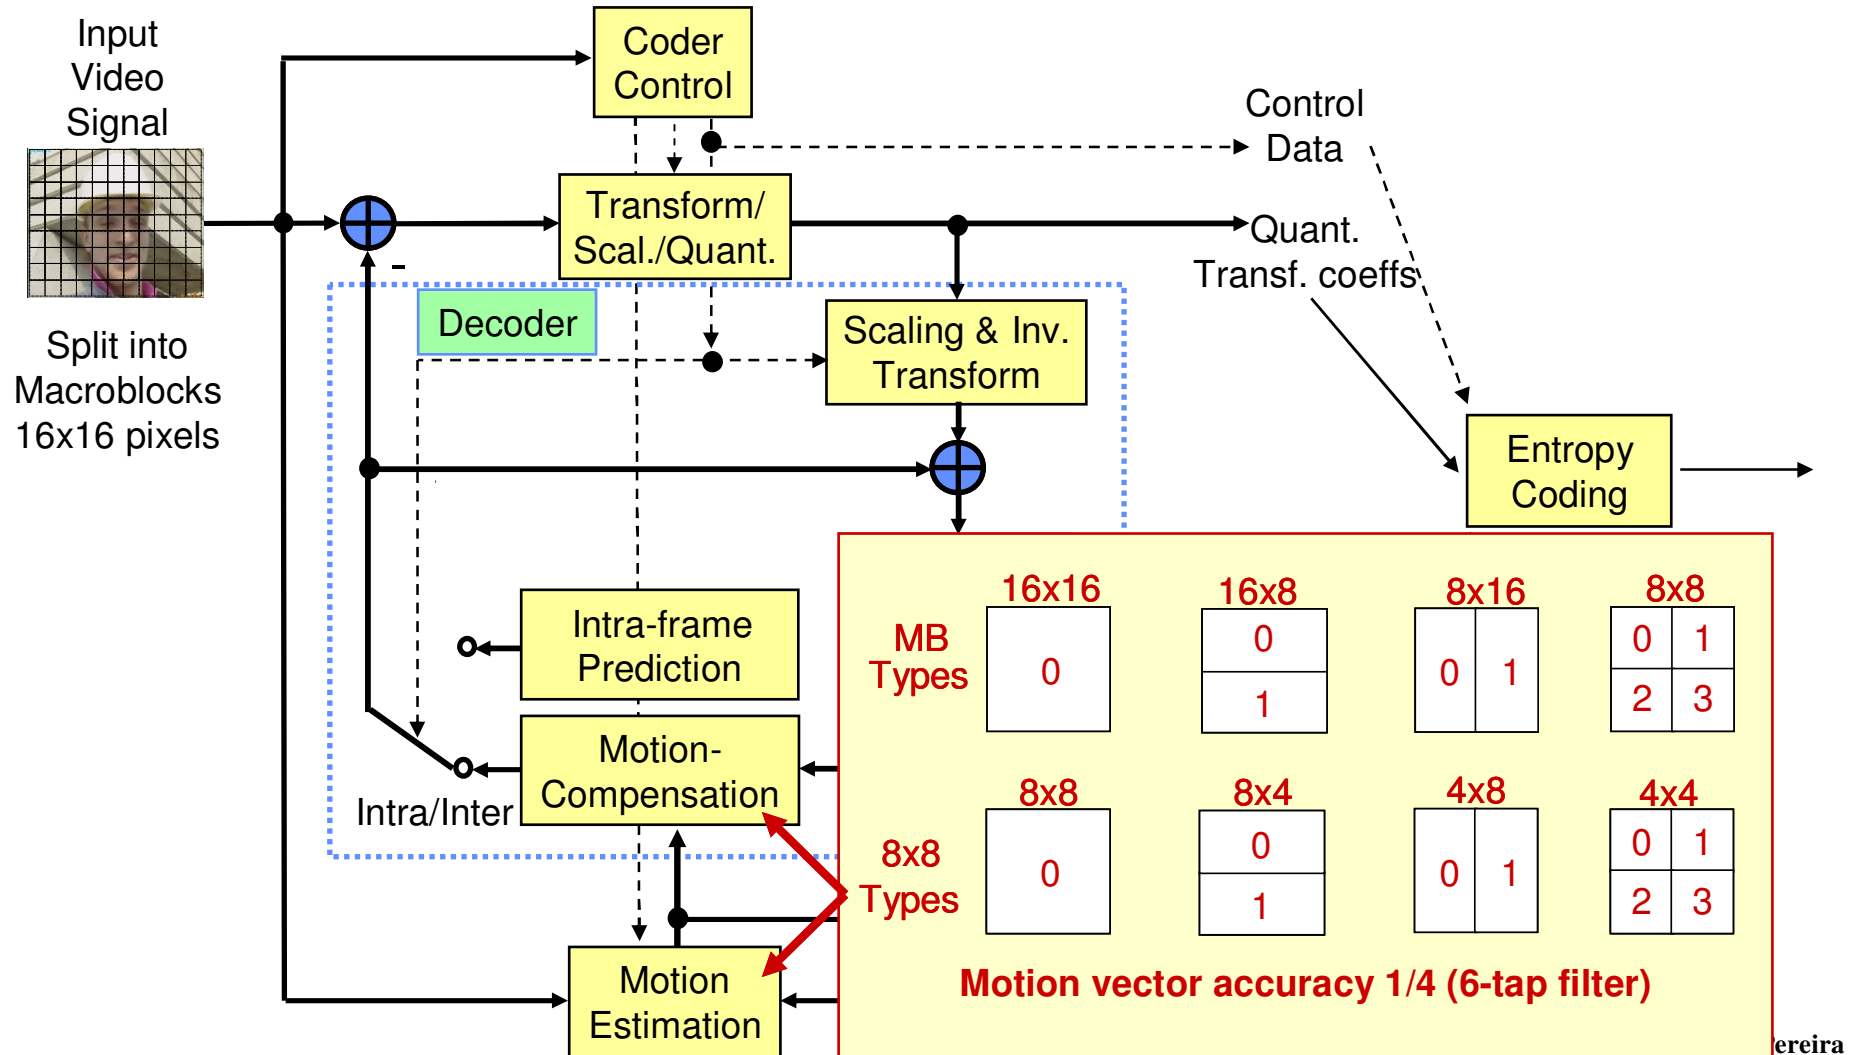 Input
Video
Signal
Split into
Macroblocks
16x16 pixels
Coder
Control
Transform/
Scal./Quant.
-
Decoder
Scaling & Inv.
Transform
Control
Data
Quant.
Transf. coeffs
Entropy
Coding
Intra-frame
Prediction
Motion-
Compensation
Intra/Inter
Motion
Estimation
MB
Types
16x16
0
16x8
0
1
8x16
0 1
8x8
0 1
2 3
8x8
Types
8x8
0
8x4
0
1
4x8
0 1
4x4
0 1
2 3
Motion vector accuracy 1/4 (6-tap filter)
ereira